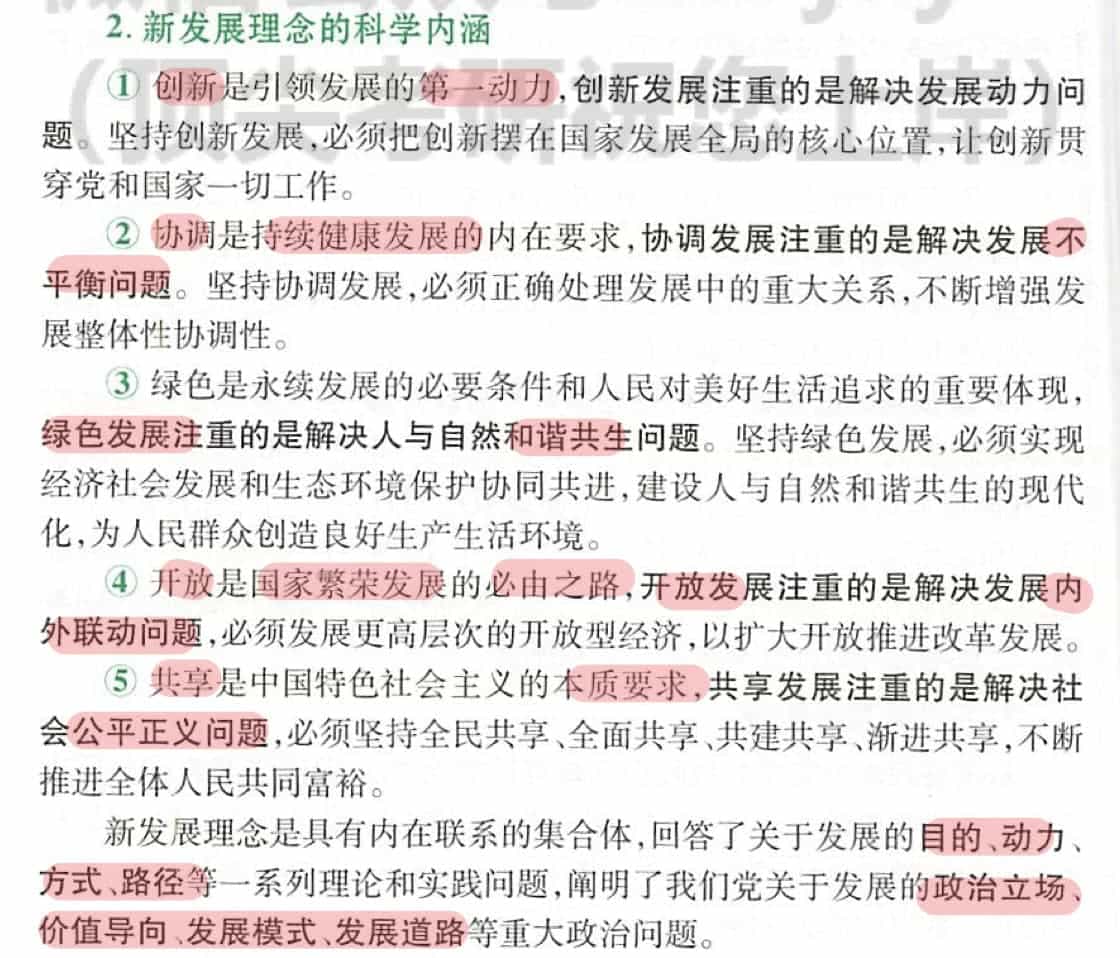 2. 新发展理念的科学内涵
① 创新是引领发展的第一动力,创新发展注重的是解决发展动力问
题。坚持创新发展,必须把创新摆在国家发展全局的核心位置,让创新贯
穿党和国家一切工作。
② 协调是持续健康发展的内在要求,协调发展注重的是解决发展不
平衡问题。坚持协调发展,必须正确处理发展中的重大关系,不断增强发
展整体性协调性。
③ 绿色是永续发展的必要条件和人民对美好生活追求的重要体现,
绿色发展注重的是解决人与自然和谐共生问题。坚持绿色发展,必须实现
经济社会发展和生态环境保护协同共进,建设人与自然和谐共生的现代
化,为人民群众创造良好生产生活环境。
④ 开放是国家繁荣发展的必由之路,开放发展注重的是解决发展内
外联动问题,必须发展更高层次的开放型经济,以扩大开放推进改革发展。
⑤ 共享是中国特色社会主义的本质要求,共享发展注重的是解决社
会公平正义问题,必须坚持全民共享、全面共享、共建共享、渐进共享,不断
推进全体人民共同富裕。
新发展理念是具有内在联系的集合体,回答了关于发展的目的、动力、
方式、路径等一系列理论和实践问题,阐明了我们党关于发展的政治立场、
价值导向、发展模式、发展道路等重大政治问题。